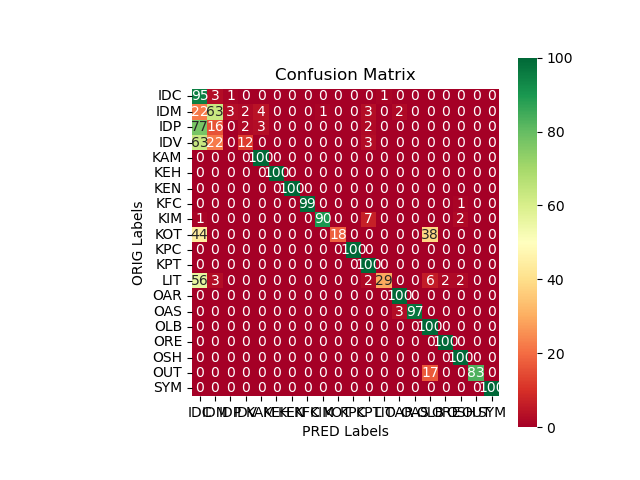 Confusion Matrix
IDC 95 3 1 0 0 0 0 0 0 0 0 0 1 0 0 0 0 0 0 0
IDM 22 63 3 2 4 0 0 0 1 0 0 3 0 2 0 0 0 0 0 0
IDP 77 16 0 2 3 0 0 0 0 0 0 2 0 0 0 0 0 0 0 0
IDV 63 22 0 12 0 0 0 0 0 0 0 3 0 0 0 0 0 0 0 0
KAM 0 0 0 0 100 0 0 0 0 0 0 0 0 0 0 0 0 0 0 0
KEH 0 0 0 0 0 100 0 0 0 0 0 0 0 0 0 0 0 0 0 0
KEN 0 0 0 0 0 0 100 0 0 0 0 0 0 0 0 0 0 0 0 0
KFC 0 0 0 0 0 0 0 99 0 0 0 0 0 0 0 0 0 1 0 0
KIM 1 0 0 0 0 0 0 0 90 0 0 7 0 0 0 0 0 2 0 0
KOT 44 0 0 0 0 0 0 0 0 18 0 0 0 0 0 38 0 0 0 0
KPC 0 0 0 0 0 0 0 0 0 0 100 0 0 0 0 0 0 0 0 0
KPT 0 0 0 0 0 0 0 0 0 0 0 100 0 0 0 0 0 0 0 0
LIT 56 3 0 0 0 0 0 0 0 0 0 2 29 0 0 6 2 2 0 0
OAR 0 0 0 0 0 0 0 0 0 0 0 0 0 100 0 0 0 0 0 0
OAS 0 0 0 0 0 0 0 0 0 0 0 0 0 3 97 0 0 0 0 0
OLB 0 0 0 0 0 0 0 0 0 0 0 0 0 0 0 100 0 0 0 0
ORE 0 0 0 0 0 0 0 0 0 0 0 0 0 0 0 0 100 0 0 0
OSH 0 0 0 0 0 0 0 0 0 0 0 0 0 0 0 0 0 100 0 0
OUT 0 0 0 0 0 0 0 0 0 0 0 0 0 0 0 17 0 0 83 0
SYM 0 0 0 0 0 0 0 0 0 0 0 0 0 0 0 0 0 0 0 100
IDC IDM IDP IDV KAM KEH KEN KFC KIM KOT KPC KPT LIT OAR OAS OLB ORE OSH OUT SYM
PRED Labels
ORIG Labels
100
80
60
40
20
0